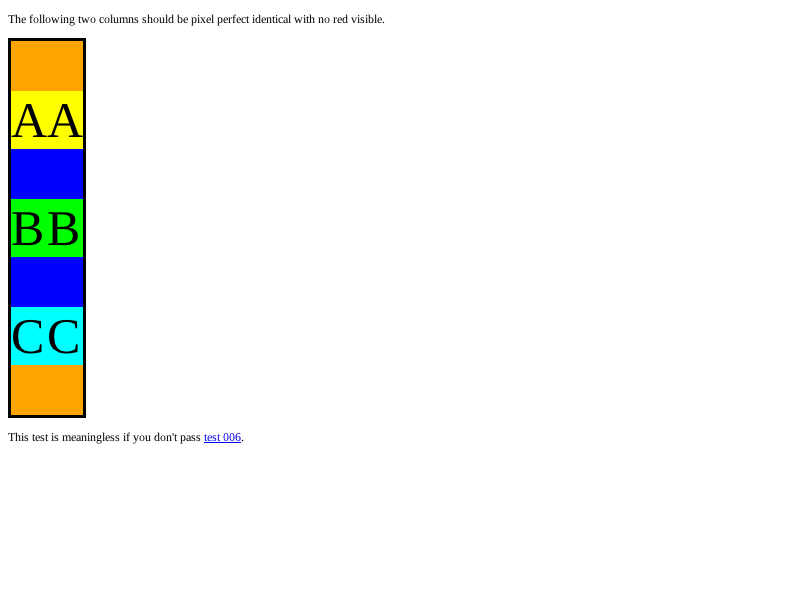 The following two columns should be pixel perfect identical with no red visible.
AA
BB
CC
This test is meaningless if you don't pass test 006.